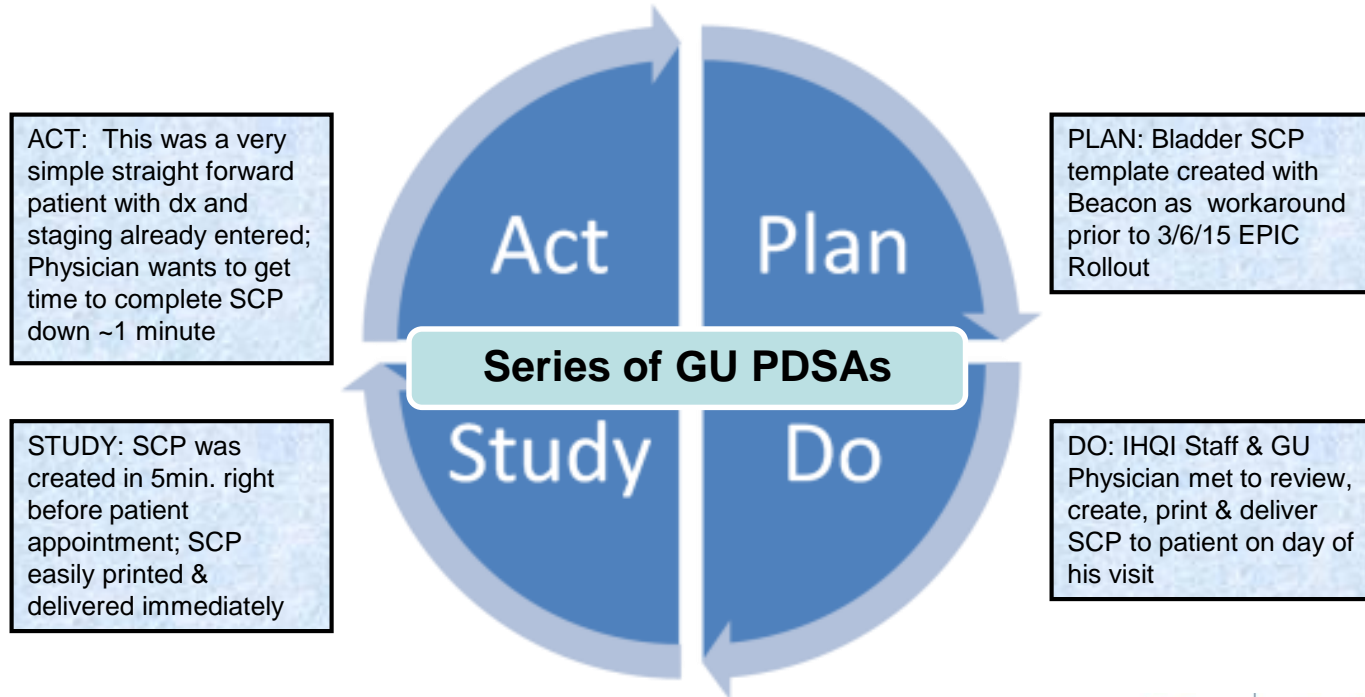 ACT: This was a very
simple straight forward
patient with dx and
staging already entered;
Physician wants to get
time to complete SCP
down ~1 minute
Act
Plan
PLAN: Bladder SCP
template created with
Beacon as workaround
prior to 3/6/15 EPIC
Rollout
Series of GU PDSAs
STUDY: SCP was
created in 5min. right
before patient
appointment; SCP
easily printed &
delivered immediately
Study
Do
DO: IHQI Staff & GU
Physician met to review,
create, print & deliver
SCP to patient on day of
his visit